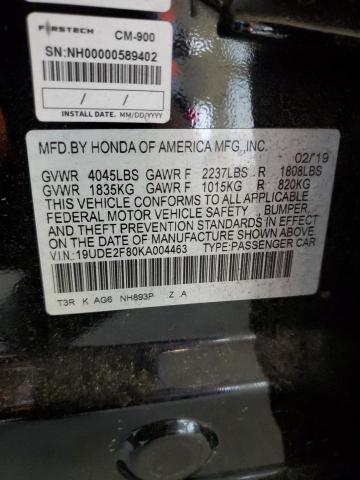 FIRSTECH CM-900
SN:NH00000589402
/ /
INSTALL DATE. MM/DD/YYYY
MFD.BY HONDA OF AMERICA MFG.,INC. 02/19
GVWR 4045LBS GAWR F 2237LBS R 1808LBS
GVWR 1835KG GAWR F 1015KG R 820KG
THIS VEHICLE CONFORMS TO ALL APPLICABLE
FEDERAL MOTOR VEHICLE SAFETY, BUMPER,
AND THEFT PREVENTION STANDARDS IN EFFECT
ON THE DATE OF MANUFACTURE SHOWN ABOVE.
V.I.N.:19UDE2F80KA004463 TYPE:PASSENGER CAR
T3R K AG6 NH893P Z A